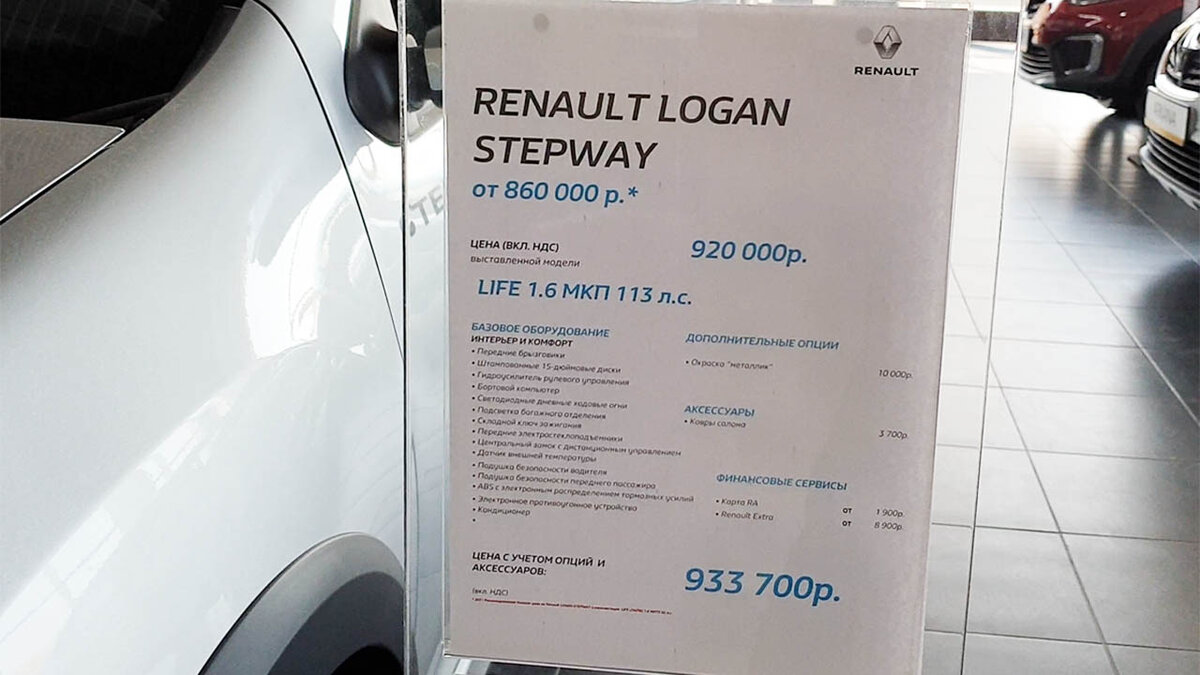 RENAULT
RENAULT LOGAN
STEPWAY
от 860 000 р.*
ЦЕНА (ВКЛ. НДС)
выставленной модели
920 000р.
LIFE 1.6 МКП 113 л.с.
БАЗОВОЕ ОБОРУДОВАНИЕ
ИНТЕРЬЕР И КОМФОРТ
• Передние брызговики
• Штампованные 15-дюймовые диски
• Гидроусилитель рулевого управления
• Бортовой компьютер
• Светодиодные дневные ходовые огни
• Подсветка багажного отделения
• Складной ключ зажигания
• Передние электростеклоподъемники
• Центральный замок с дистанционным управлением
• Датчик внешней температуры
• Подушка безопасности водителя
• Подушка безопасности переднего пассажира
• ABS с электронным распределением тормозных усилий
• Электронное противоугонное устройство
• Кондиционер
•
ДОПОЛНИТЕЛЬНЫЕ ОПЦИИ
• Окраска "металлик" 10 000р.
АКСЕССУАРЫ
• Ковры салона 3 700р.
ФИНАНСОВЫЕ СЕРВИСЫ
• Карта RA от 1 900р.
• Renault Extra от 8 900р.
ЦЕНА С УЧЕТОМ ОПЦИЙ И
АКСЕССУАРОВ:
933 700р.
(вкл. НДС)